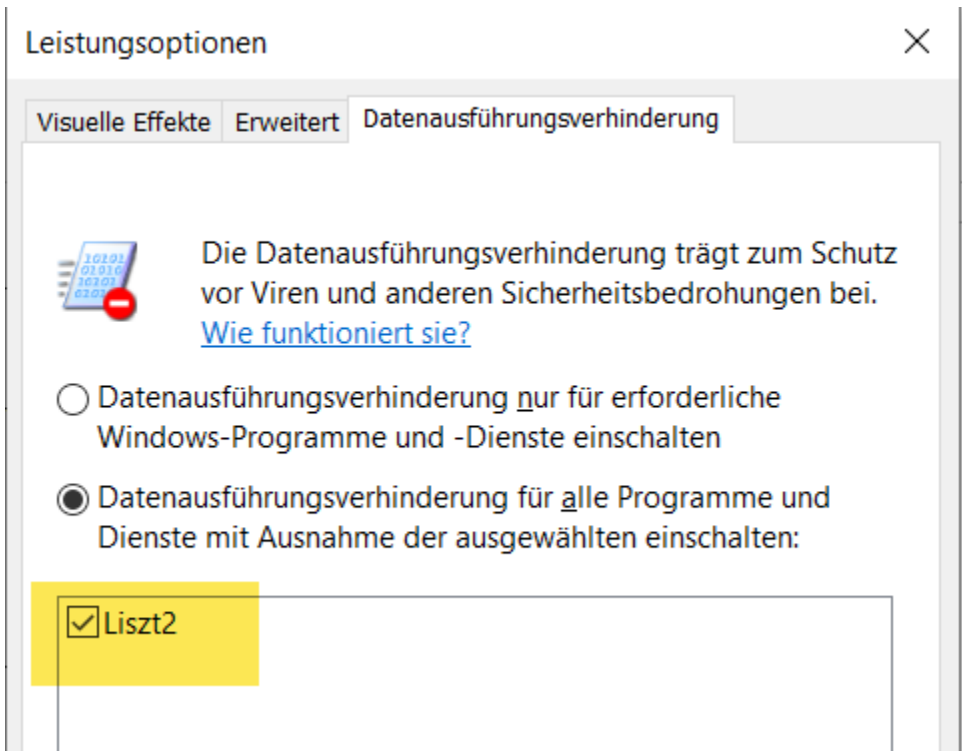 Leistungsoptionen
Visuelle Effekte Erweitert Datenausführungsverhinderung
Die Datenausführungsverhinderung trägt zum Schutz
vor Viren und anderen Sicherheitsbedrohungen bei.
Wie funktioniert sie?
Datenausführungsverhinderung nur für erforderliche
Windows-Programme und -Dienste einschalten
Datenausführungsverhinderung für alle Programme und
Dienste mit Ausnahme der ausgewählten einschalten:
Liszt2